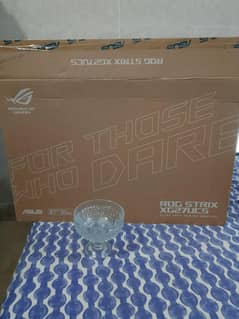 ROG STRIX XG27UCS
REPUBLIC OF
GAMERS
FOR THOSE
WHO DARE
ASUS
ROG STRIX
XG27UCS